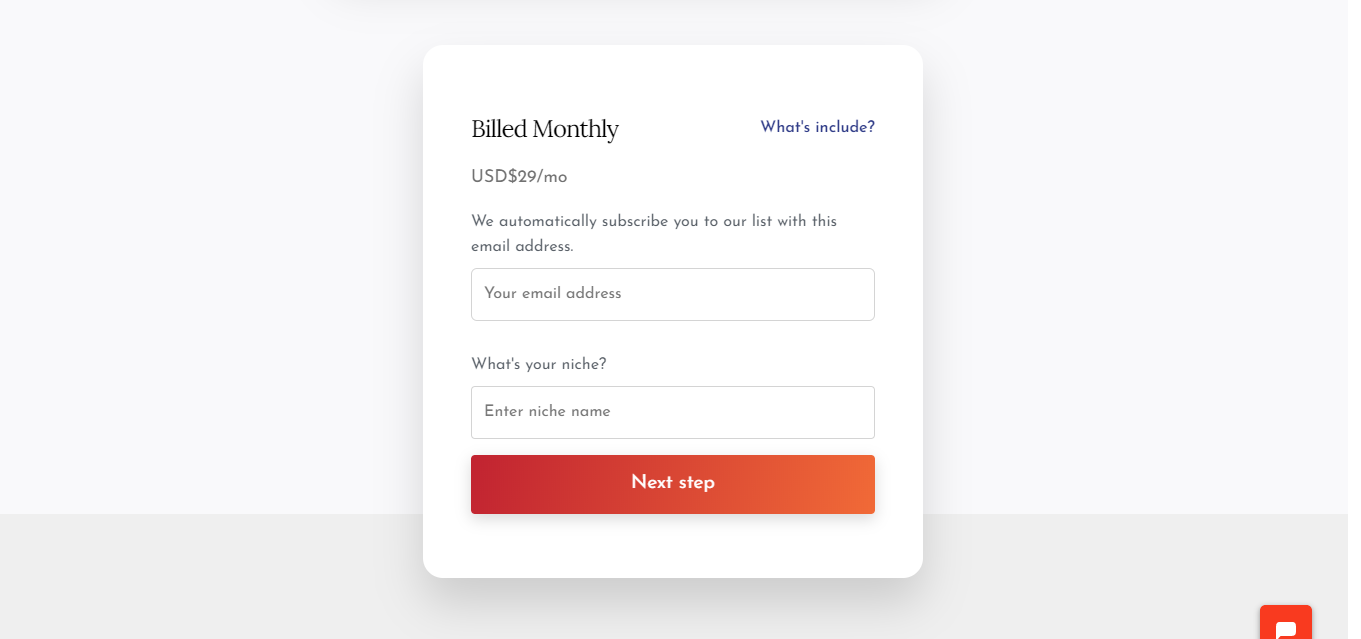 Billed Monthly
What's include?
USD$29/mo
We automatically subscribe you to our list with this
email address.
Your email address
What's your niche?
Enter niche name
Next step